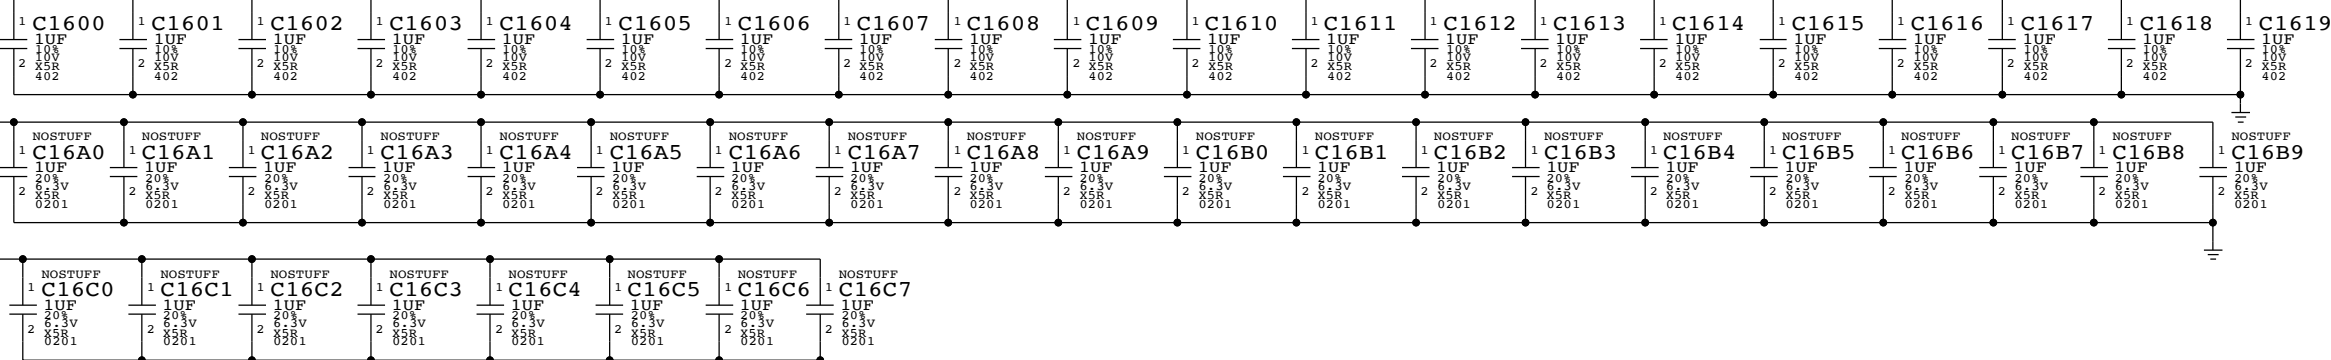 1 C1600 1 C1601 1 C1602 1 C1603 1 C1604 1 C1605 1 C1606 1 C1607 1 C1608 1 C1609 1 C1610 1 C1611 1 C1612 1 C1613 1 C1614 1 C1615 1 C1616 1 C1617 1 C1618 1 C1619
1UF 1UF 1UF 1UF 1UF 1UF 1UF 1UF 1UF 1UF 1UF 1UF 1UF 1UF 1UF 1UF 1UF 1UF 1UF 1UF
10% 10% 10% 10% 10% 10% 10% 10% 10% 10% 10% 10% 10% 10% 10% 10% 10% 10% 10% 10%
10V 10V 10V 10V 10V 10V 10V 10V 10V 10V 10V 10V 10V 10V 10V 10V 10V 10V 10V 10V
2 X5R 2 X5R 2 X5R 2 X5R 2 X5R 2 X5R 2 X5R 2 X5R 2 X5R 2 X5R 2 X5R 2 X5R 2 X5R 2 X5R 2 X5R 2 X5R 2 X5R 2 X5R 2 X5R 2 X5R
402 402 402 402 402 402 402 402 402 402 402 402 402 402 402 402 402 402 402 402
NOSTUFF NOSTUFF NOSTUFF NOSTUFF NOSTUFF NOSTUFF NOSTUFF NOSTUFF NOSTUFF NOSTUFF NOSTUFF NOSTUFF NOSTUFF NOSTUFF NOSTUFF NOSTUFF NOSTUFF NOSTUFF NOSTUFF NOSTUFF
1 C16A0 1 C16A1 1 C16A2 1 C16A3 1 C16A4 1 C16A5 1 C16A6 1 C16A7 1 C16A8 1 C16A9 1 C16B0 1 C16B1 1 C16B2 1 C16B3 1 C16B4 1 C16B5 1 C16B6 1 C16B7 1 C16B8 1 C16B9
1UF 1UF 1UF 1UF 1UF 1UF 1UF 1UF 1UF 1UF 1UF 1UF 1UF 1UF 1UF 1UF 1UF 1UF 1UF 1UF
20% 20% 20% 20% 20% 20% 20% 20% 20% 20% 20% 20% 20% 20% 20% 20% 20% 20% 20% 20%
6.3V 6.3V 6.3V 6.3V 6.3V 6.3V 6.3V 6.3V 6.3V 6.3V 6.3V 6.3V 6.3V 6.3V 6.3V 6.3V 6.3V 6.3V 6.3V 6.3V
2 X5R 2 X5R 2 X5R 2 X5R 2 X5R 2 X5R 2 X5R 2 X5R 2 X5R 2 X5R 2 X5R 2 X5R 2 X5R 2 X5R 2 X5R 2 X5R 2 X5R 2 X5R 2 X5R 2 X5R
0201 0201 0201 0201 0201 0201 0201 0201 0201 0201 0201 0201 0201 0201 0201 0201 0201 0201 0201 0201
NOSTUFF NOSTUFF NOSTUFF NOSTUFF NOSTUFF NOSTUFF NOSTUFF NOSTUFF
1 C16C0 1 C16C1 1 C16C2 1 C16C3 1 C16C4 1 C16C5 1 C16C6 1 C16C7
1UF 1UF 1UF 1UF 1UF 1UF 1UF 1UF
20% 20% 20% 20% 20% 20% 20% 20%
6.3V 6.3V 6.3V 6.3V 6.3V 6.3V 6.3V 6.3V
2 X5R 2 X5R 2 X5R 2 X5R 2 X5R 2 X5R 2 X5R 2 X5R
0201 0201 0201 0201 0201 0201 0201 0201